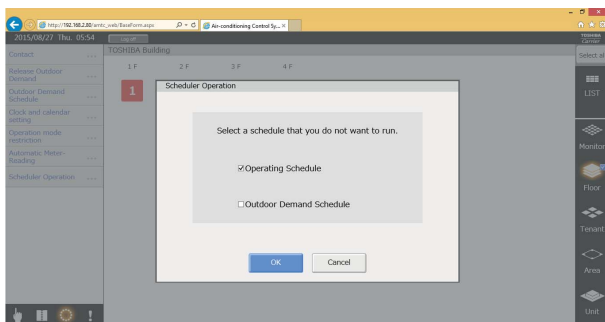 http://192.168.2.80/amtc_web/BaseForm.aspx
Air-conditioning Control Sy...
2015/08/27 Thu. 05:54
Log off
TOSHIBA
Carrier
Contact ...
TOSHIBA Building
Select all
1 F 2 F 3 F 4 F
Release Outdoor
Demand ...
Outdoor Demand
Schedule ...
Clock and calendar
setting ...
Operation mode
restriction ...
Automatic Meter-
Reading ...
Scheduler Operation ...
1
Scheduler Operation
Select a schedule that you do not want to run.
Operating Schedule
Outdoor Demand Schedule
OK
Cancel
LIST
Monitor
Floor
Tenant
Area
Unit